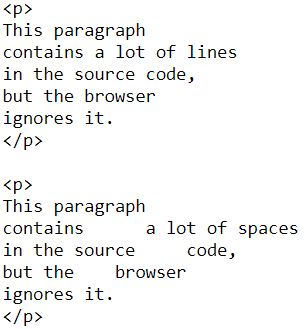 <p>
This paragraph
contains a lot of lines
in the source code,
but the browser
ignores it.
</p>

<p>
This paragraph
contains      a lot of spaces
in the source     code,
but the    browser
ignores it.
</p>